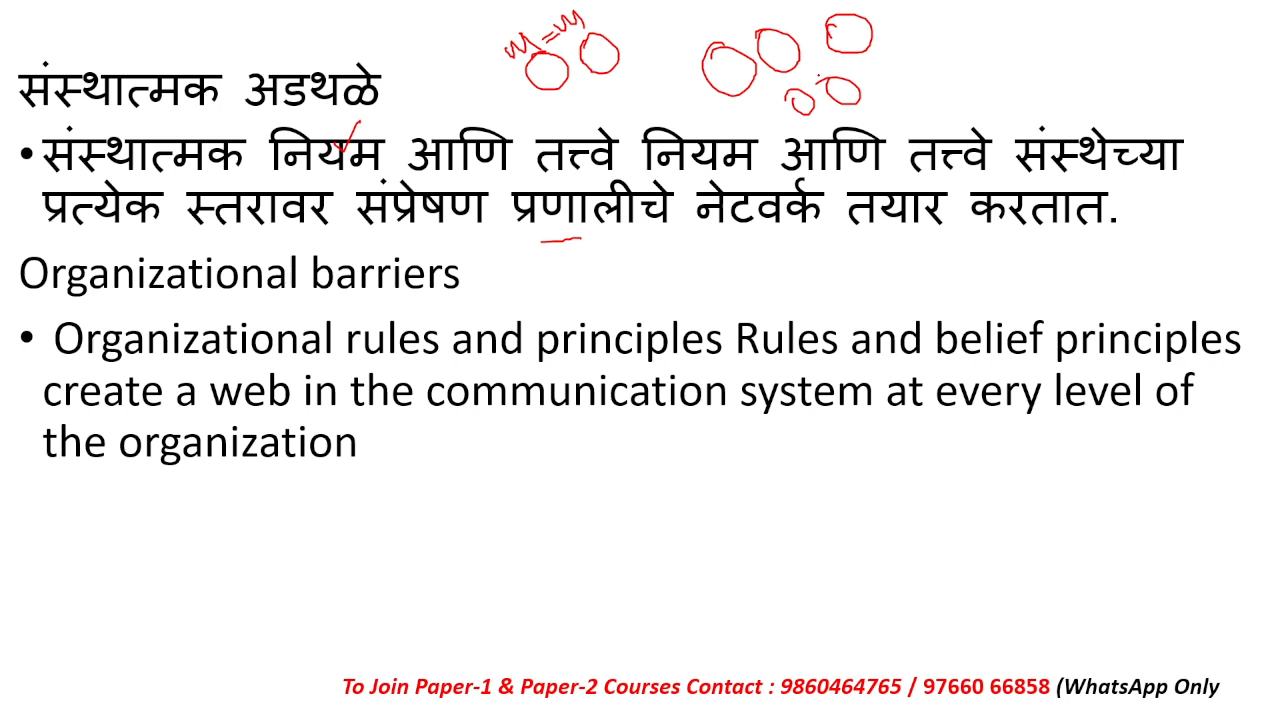 संस्थात्मक अडथळे
• संस्थात्मक नियम आणि तत्त्वे नियम आणि तत्त्वे संस्थेच्या
प्रत्येक स्तरावर संप्रेषण प्रणालीचे नेटवर्क तयार करतात.
Organizational barriers
• Organizational rules and principles Rules and belief principles
create a web in the communication system at every level of
the organization
To Join Paper-1 & Paper-2 Courses Contact : 9860464765 / 97660 66858 (WhatsApp Only